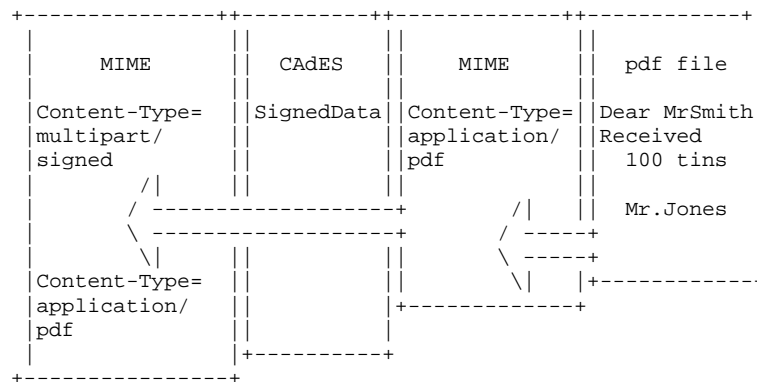 MIME CAdES MIME pdf file
Content-Type= SignedData Content-Type= Dear MrSmith
multipart/ application/ Received
signed pdf 100 tins
Mr.Jones
Content-Type=
application/
pdf